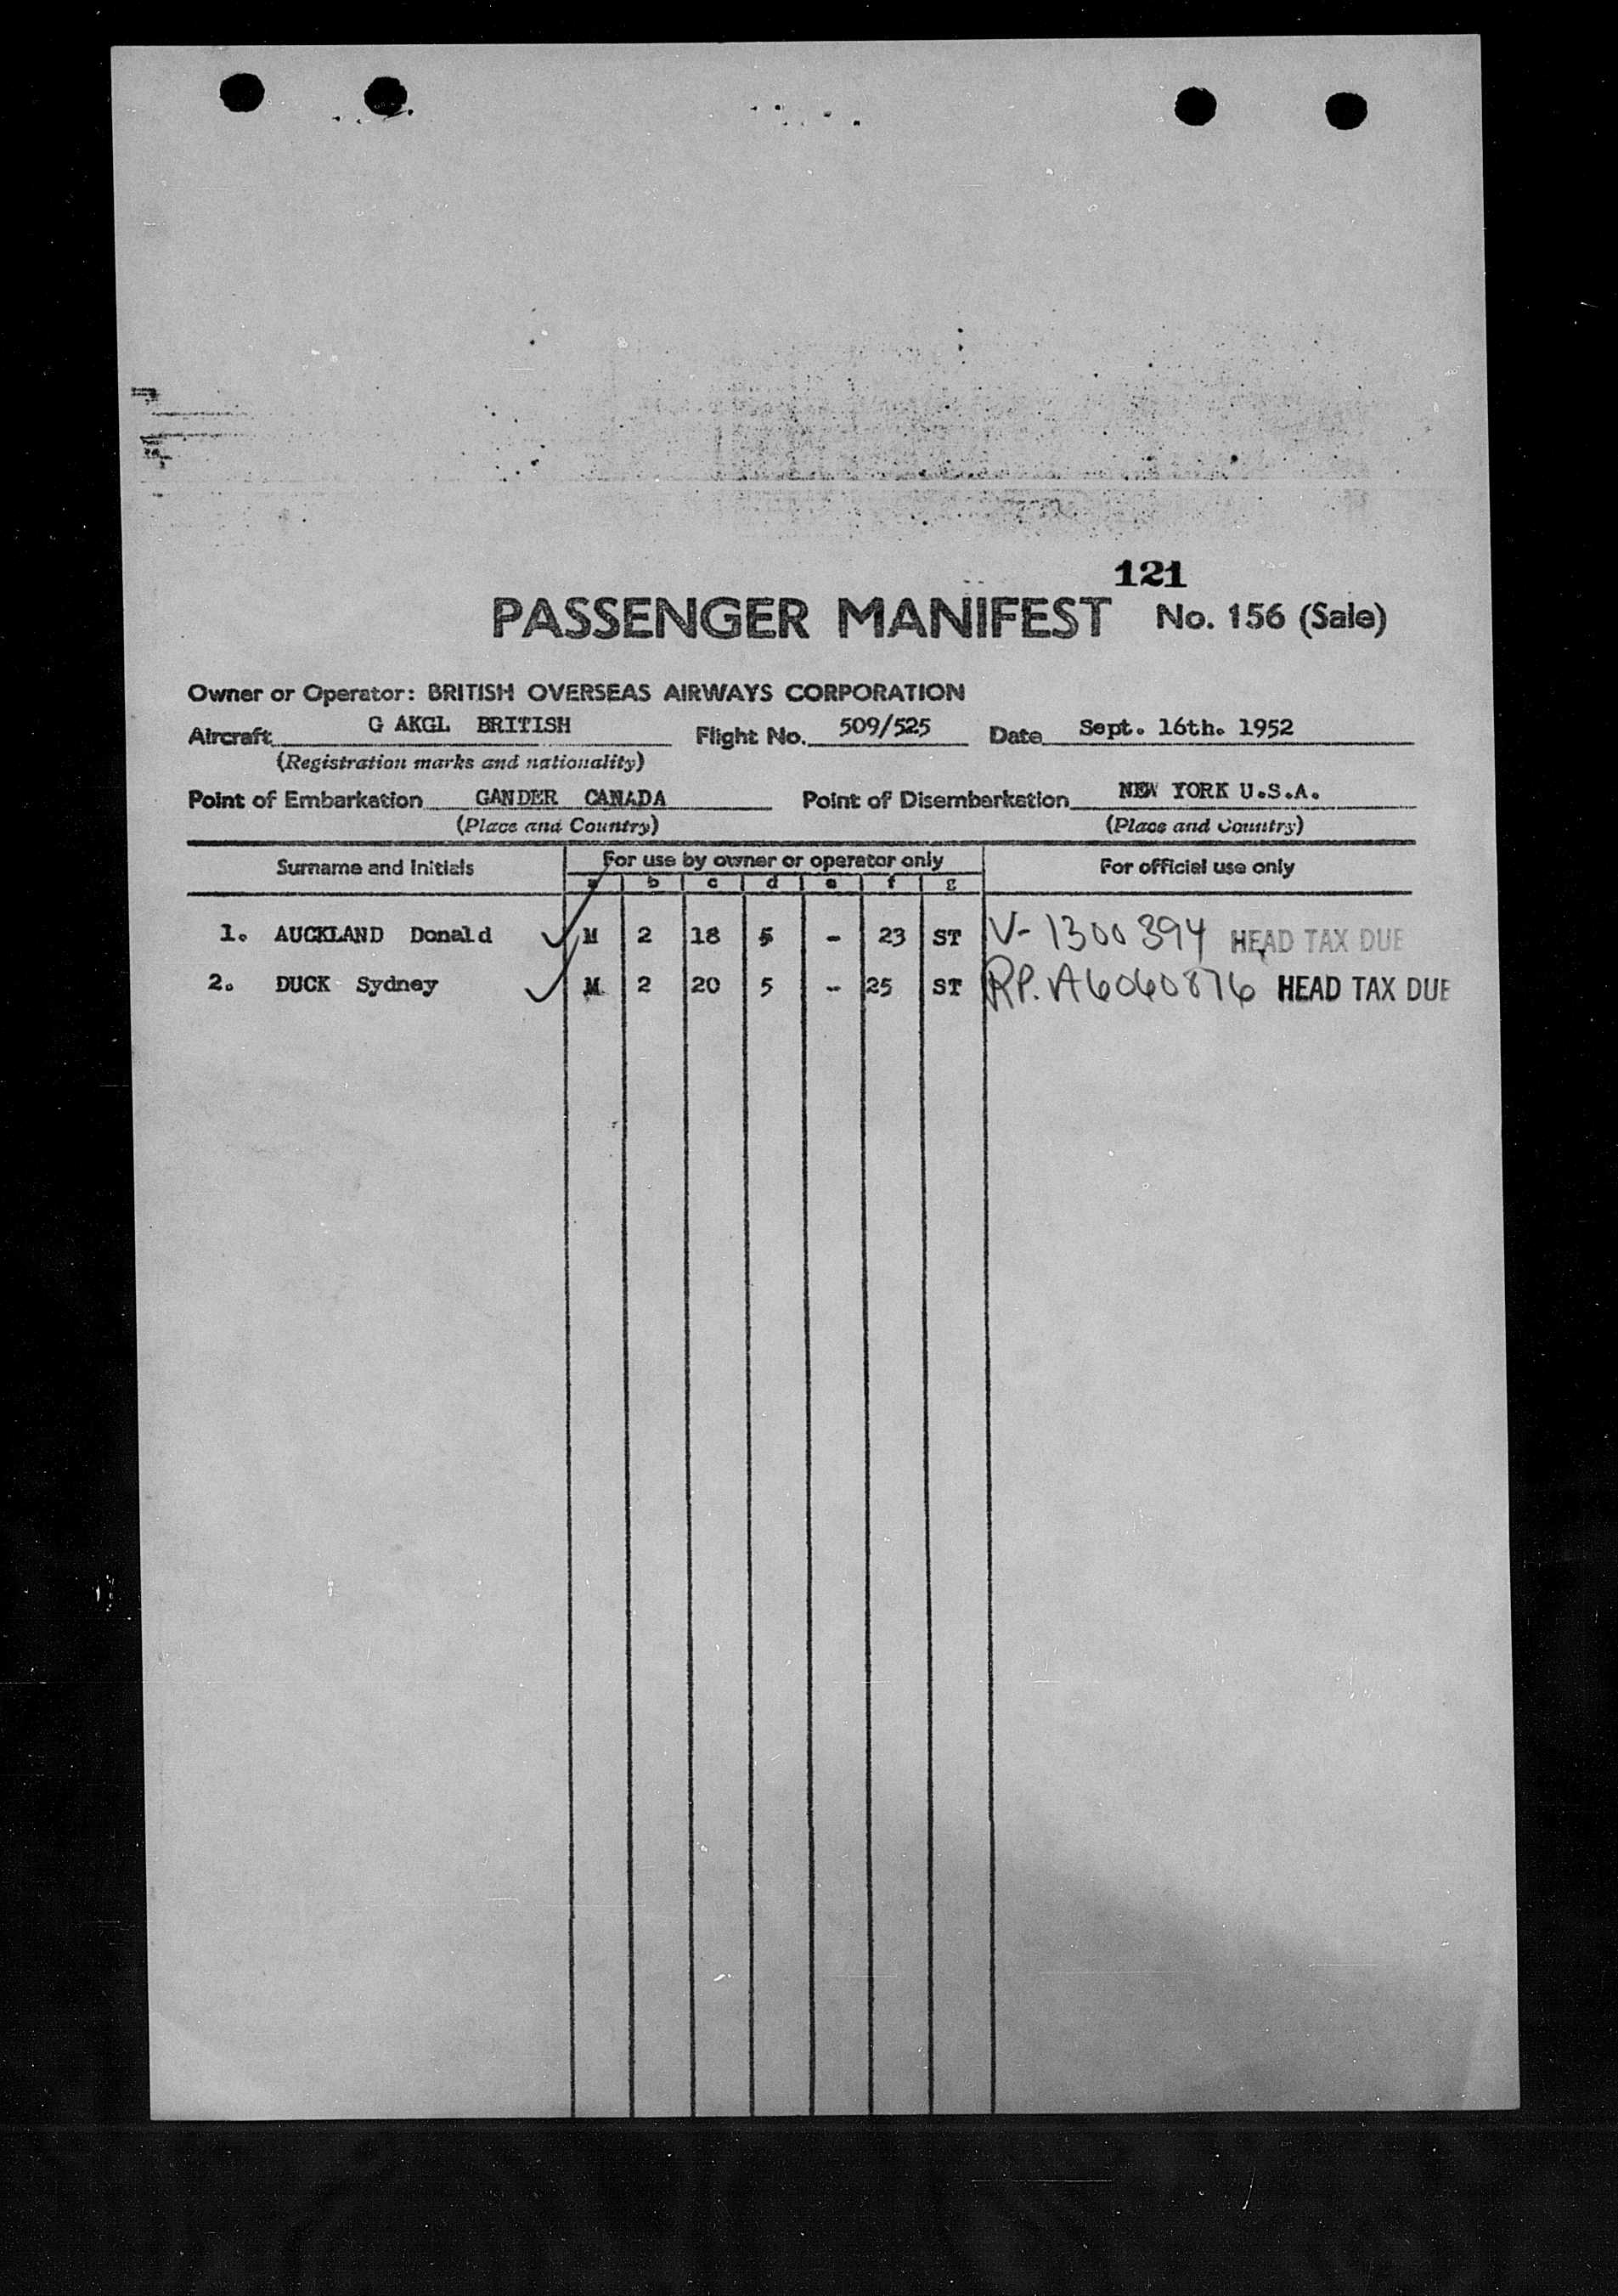 121
PASSENGER MANIFEST No. 156 (Sale)
Owner or Operator: BRITISH OVERSEAS AIRWAYS CORPORATION
Aircraft G AKGL BRITISH Flight No. 509/525 Date Sept. 16th. 1952
(Registration marks and nationality)
Point of Embarkation GANDER CANADA Point of Disembarkation NEW YORK U.S.A.
(Place and Country) (Place and Country)
Surname and Initials For use by owner or operator only For official use only
a b c d e f g
1. AUCKLAND Donald M 2 18 5 - 23 ST V-1300394 HEAD TAX DUE
2. DUCK Sydney M 2 20 5 - 25 ST RP. A6060876 HEAD TAX DUE